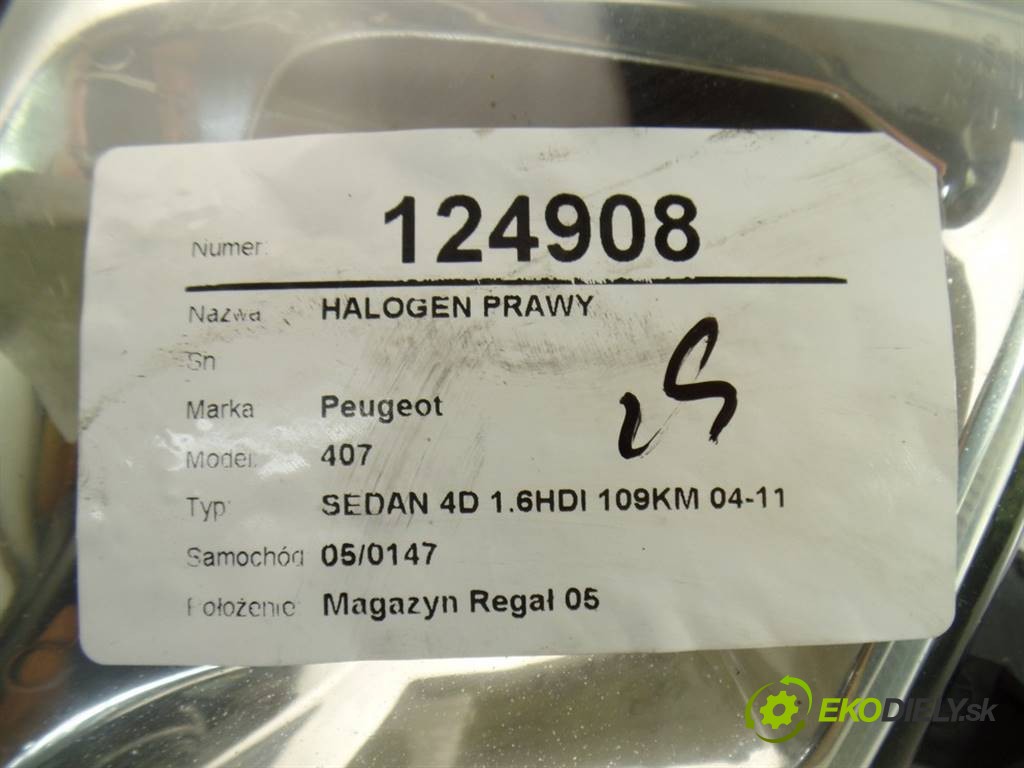 Numer: 124908
Nazwa HALOGEN PRAWY
Sn
Marka Peugeot
Model: 407
Typ: SEDAN 4D 1.6HDI 109KM 04-11
Samochód 05/0147
Położenie Magazyn Regał 05
EKODIELY.sk